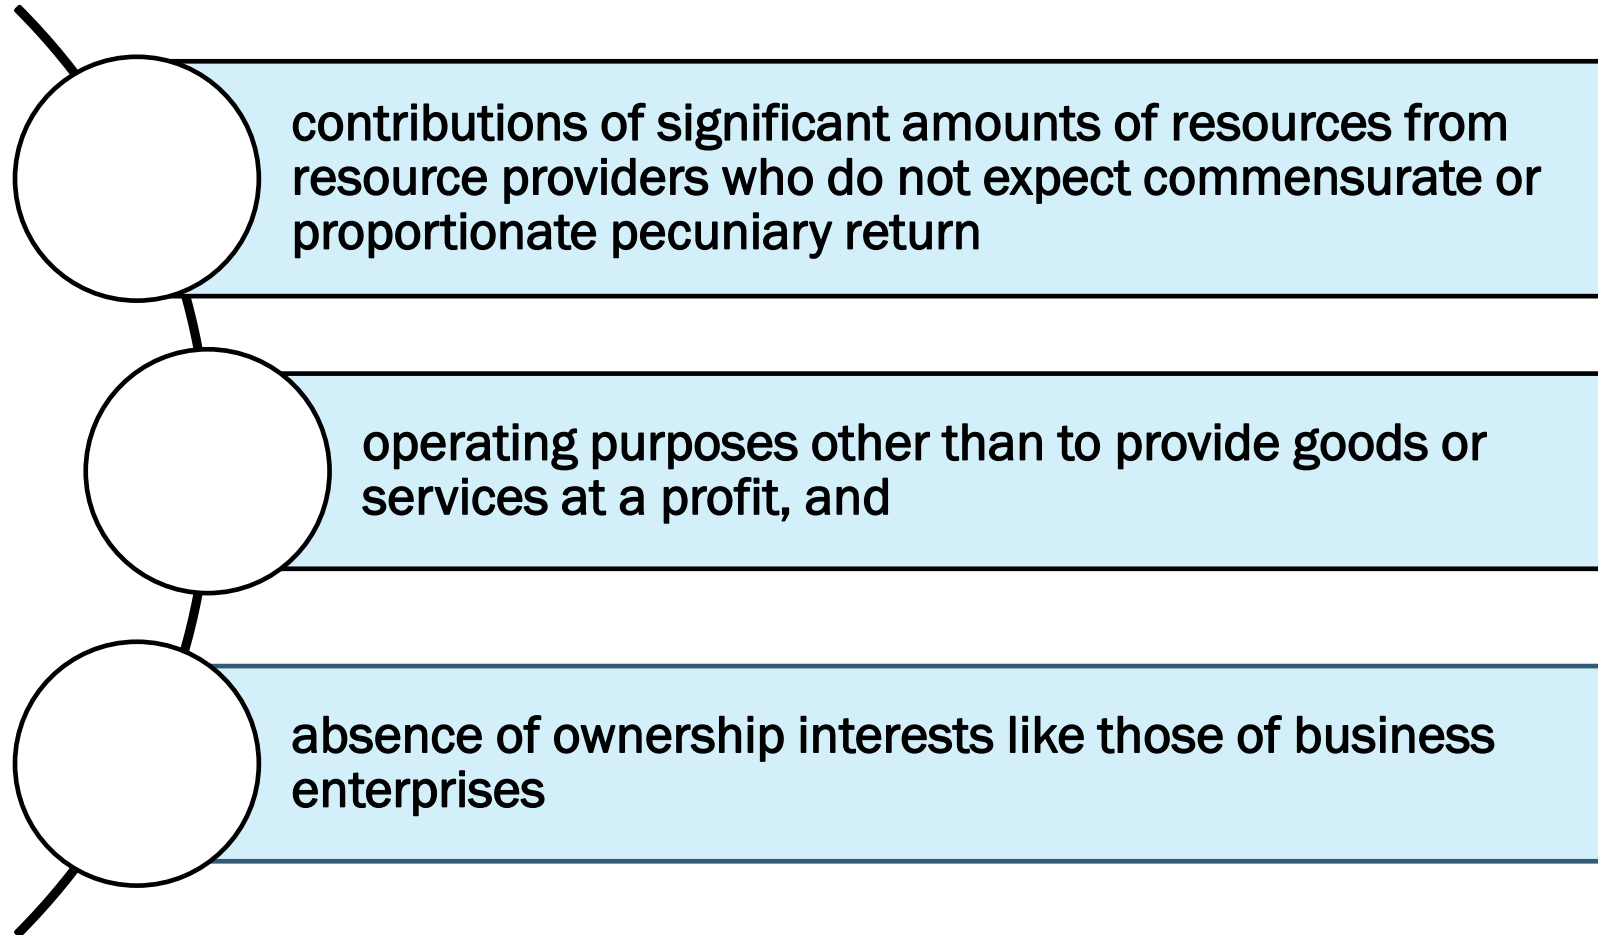 contributions of significant amounts of resources from
resource providers who do not expect commensurate or
proportionate pecuniary return
operating purposes other than to provide goods or
services at a profit, and
absence of ownership interests like those of business
enterprises